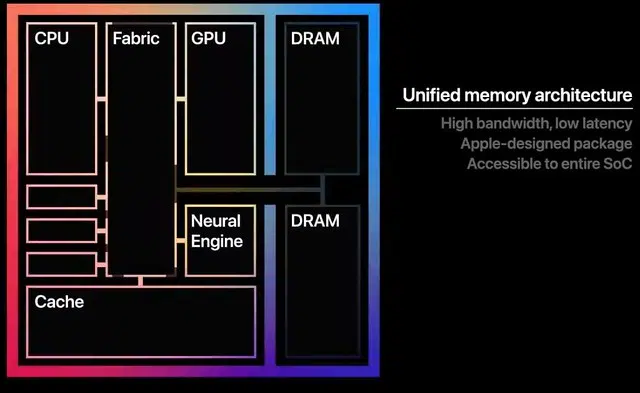 CPU
Fabric
GPU
DRAM
Unified memory architecture
High bandwidth, low latency
Apple-designed package
Accessible to entire SoC
Neural
Engine
DRAM
Cache